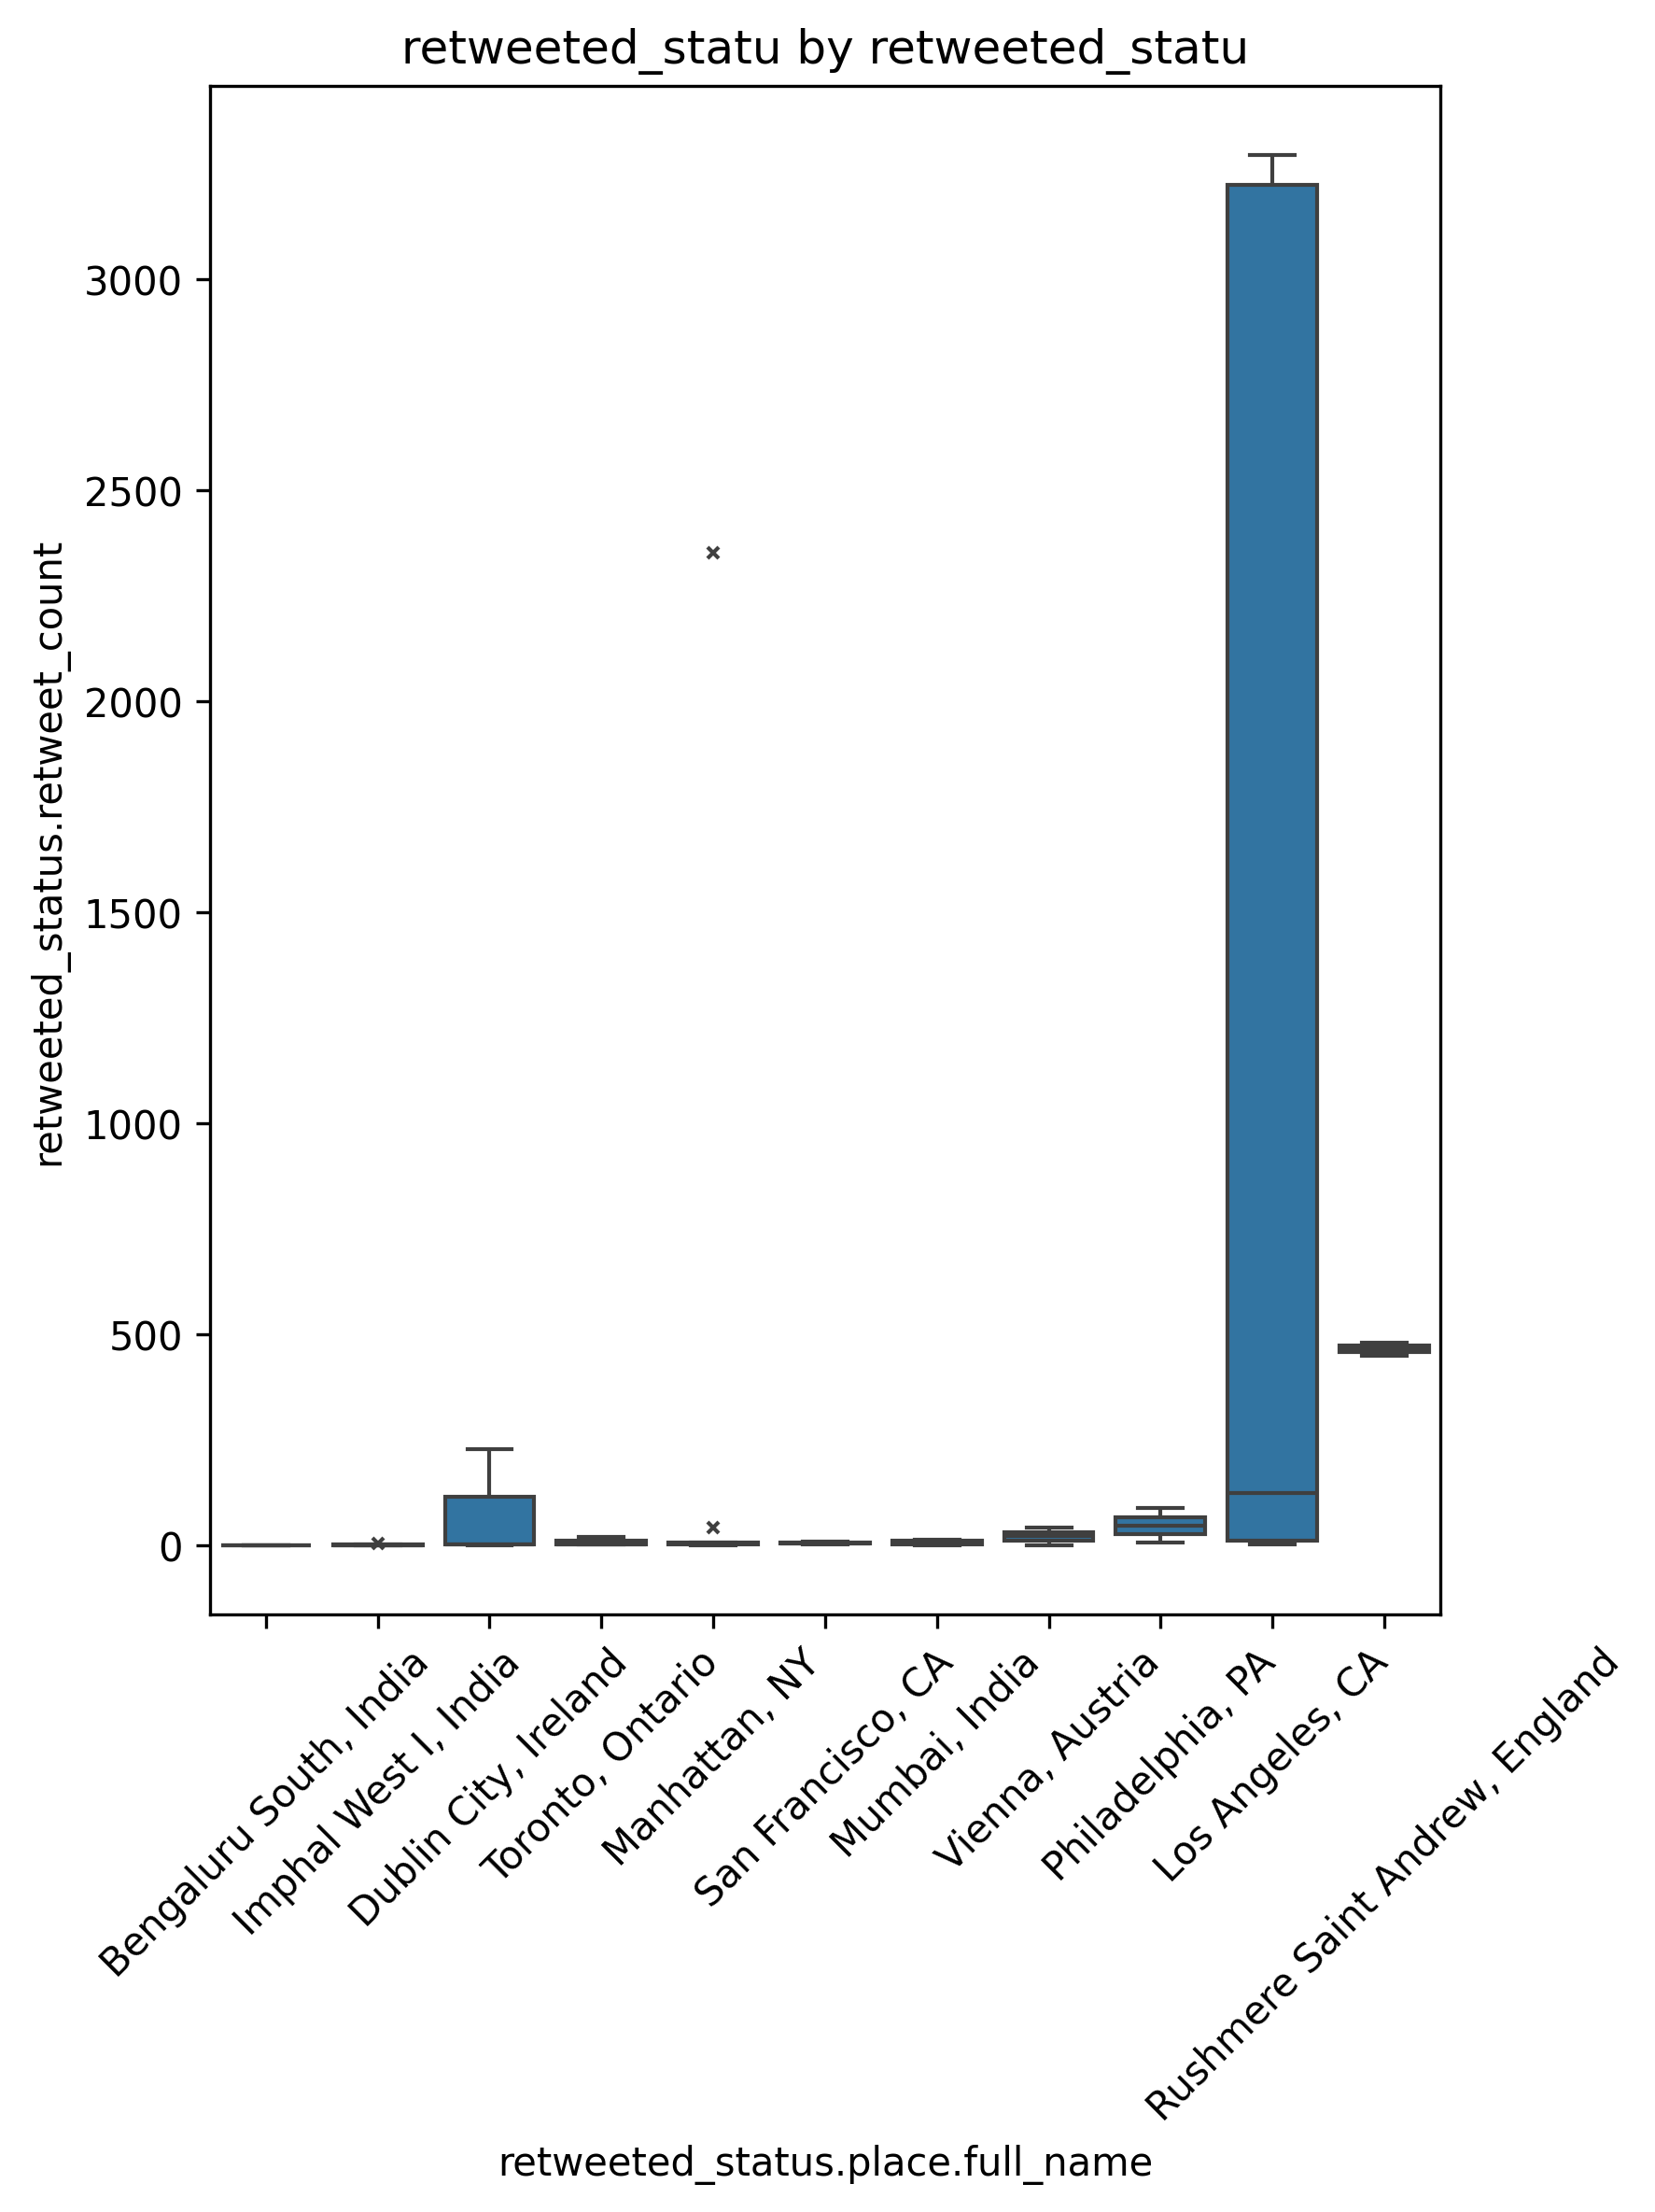 retweeted_statu by retweeted_statu
retweeted_status.retweet_count
3000
2500
2000
1500
1000
500
0
Bengaluru South, India
Imphal West I, India
Dublin City, Ireland
Toronto, Ontario
Manhattan, NY
San Francisco, CA
Mumbai, India
Vienna, Austria
Philadelphia, PA
Los Angeles, CA
Rushmere Saint Andrew, England
retweeted_status.place.full_name